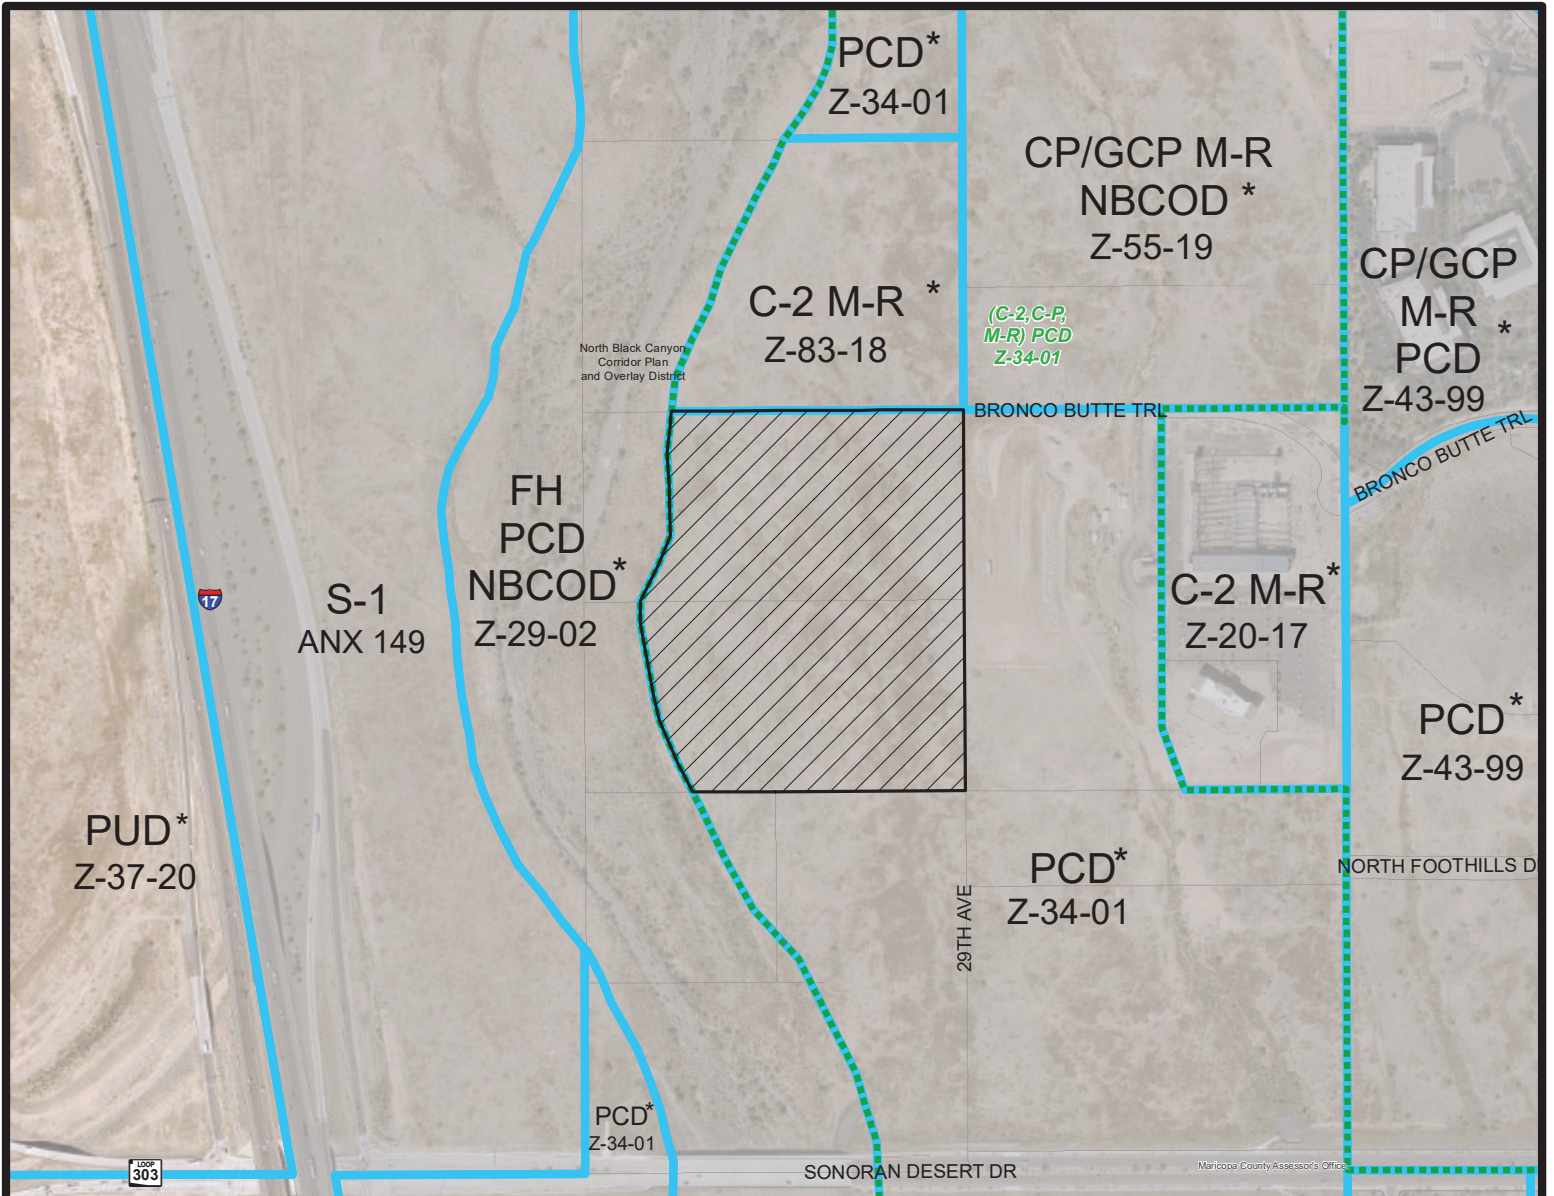 PCD*
Z-34-01
CP/GCP M-R
NBCOD *
Z-55-19
CP/GCP
M-R
PCD *
Z-43-99
C-2 M-R *
Z-83-18
(C-2,C-P,
M-R) PCD
Z-34-01
North Black Canyon
Corridor Plan
and Overlay District
BRONCO BUTTE TRL
BRONCO BUTTE TRL
FH
PCD
NBCOD*
Z-29-02
17
S-1
ANX 149
C-2 M-R*
Z-20-17
PCD*
Z-43-99
PUD*
Z-37-20
PCD*
Z-34-01
NORTH FOOTHILLS D
29TH AVE
PCD*
Z-34-01
LOOP
303
SONORAN DESERT DR
Maricopa County Assessor's Office